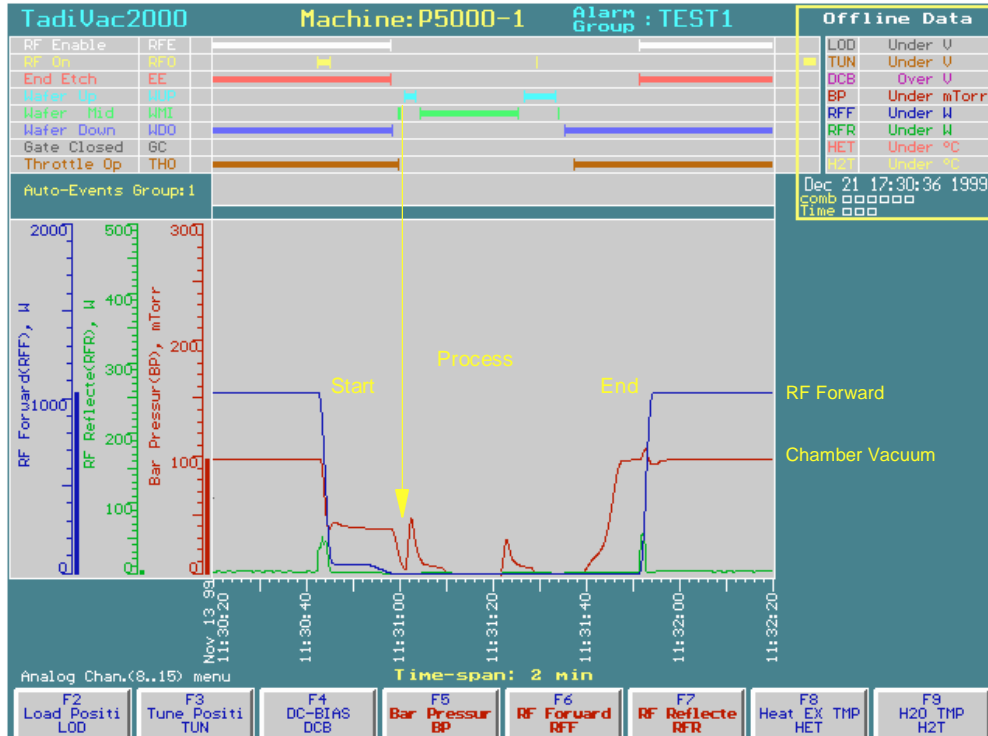 TadiVac2000 Machine:P5000-1 Alarm Group :TEST1 Offline Data
RF Enable RFE
RF On RFO
End Etch EE
Wafer Up WUP
Wafer Mid WMI
Wafer Down WDO
Gate Closed GC
Throttle Op THO
LOD Under V
TUN Under V
DCB Over V
BP Under mTorr
RFF Under W
RFR Under W
HET Under °C
H2T Under °C
Auto-Events Group:1
Dec 21 17:30:36 1999
comb
Time
RF Forward(RFF), W
2000
1000
0
RF Reflecte(RFR), W
500
400
300
200
100
0
Bar Pressur(BP), mTorr
300
200
100
0
Process
Start
End
RF Forward
Chamber Vacuum
Nov 13 99
11:30:20
11:30:40
11:31:00
11:31:20
11:31:40
11:32:00
11:32:20
Analog Chan.(8..15) menu
Time-span: 2 min
F2
Load Positi
LOD
F3
Tune Positi
TUN
F4
DC-BIAS
DCB
F5
Bar Pressur
BP
F6
RF Forward
RFF
F7
RF Reflecte
RFR
F8
Heat EX TMP
HET
F9
H2O TMP
H2T